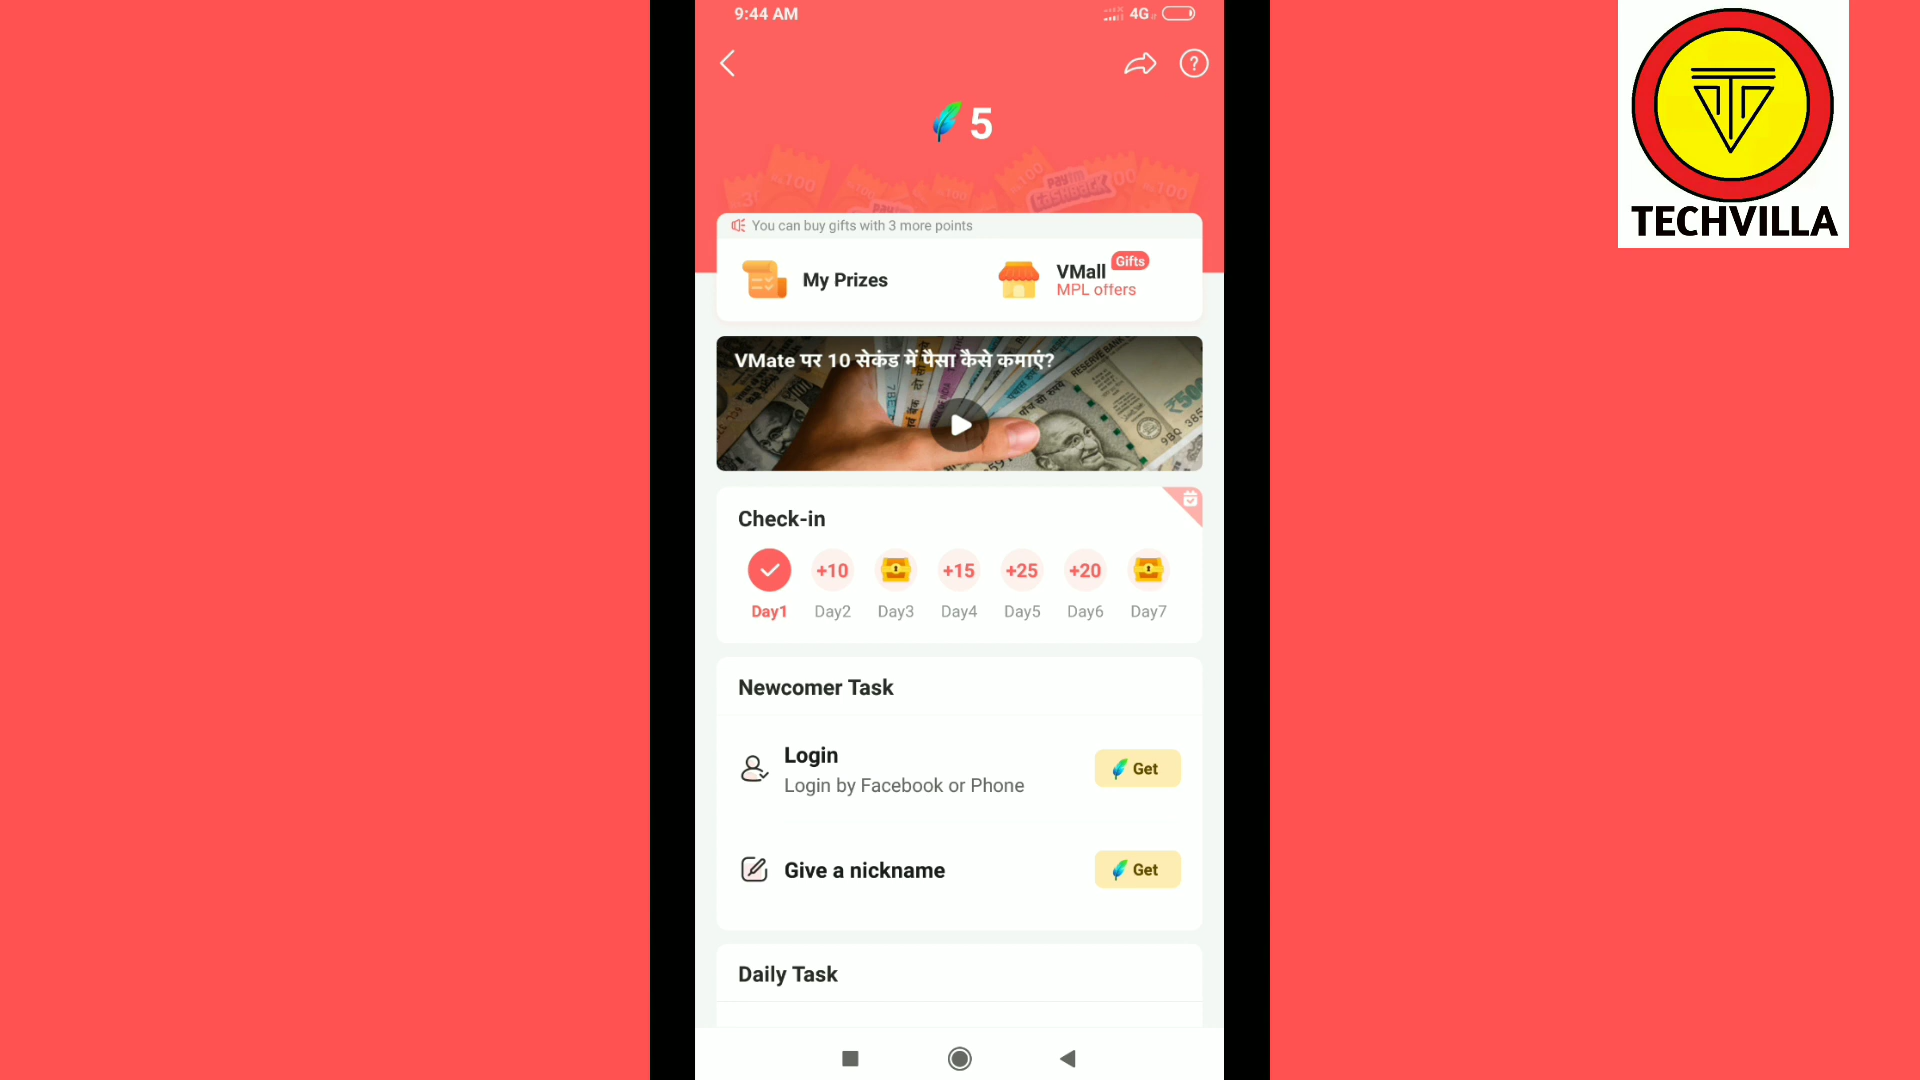 9:44 AM
4G
TECHVILLA
5
You can buy gifts with 3 more points
My Prizes
VMall
Gifts
MPL offers
VMate पर 10 सेकंड में पैसा कैसे कमाएं?
Check-in
+10
+15
+25
+20
Day1
Day2
Day3
Day4
Day5
Day6
Day7
Newcomer Task
Login
Login by Facebook or Phone
Get
Give a nickname
Get
Daily Task